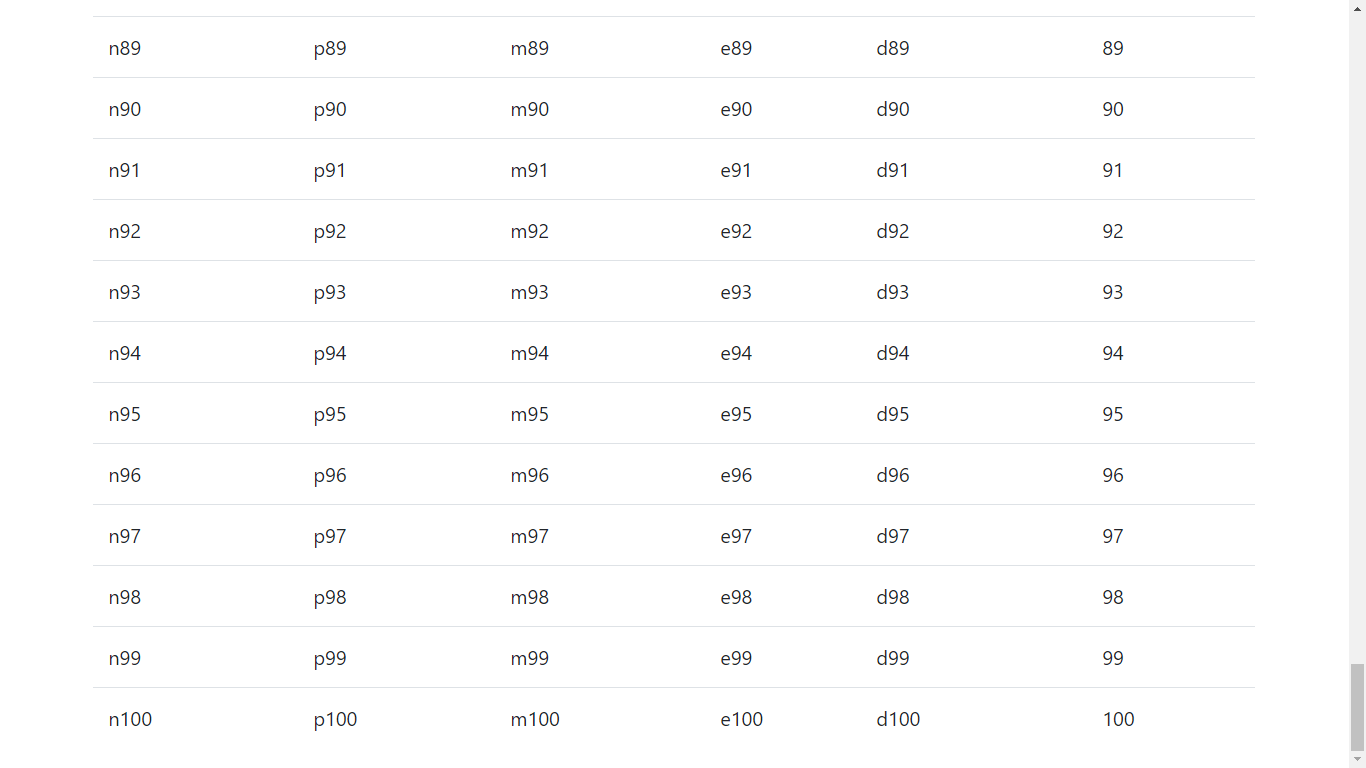 n89 p89 m89 e89 d89 89
n90 p90 m90 e90 d90 90
n91 p91 m91 e91 d91 91
n92 p92 m92 e92 d92 92
n93 p93 m93 e93 d93 93
n94 p94 m94 e94 d94 94
n95 p95 m95 e95 d95 95
n96 p96 m96 e96 d96 96
n97 p97 m97 e97 d97 97
n98 p98 m98 e98 d98 98
n99 p99 m99 e99 d99 99
n100 p100 m100 e100 d100 100